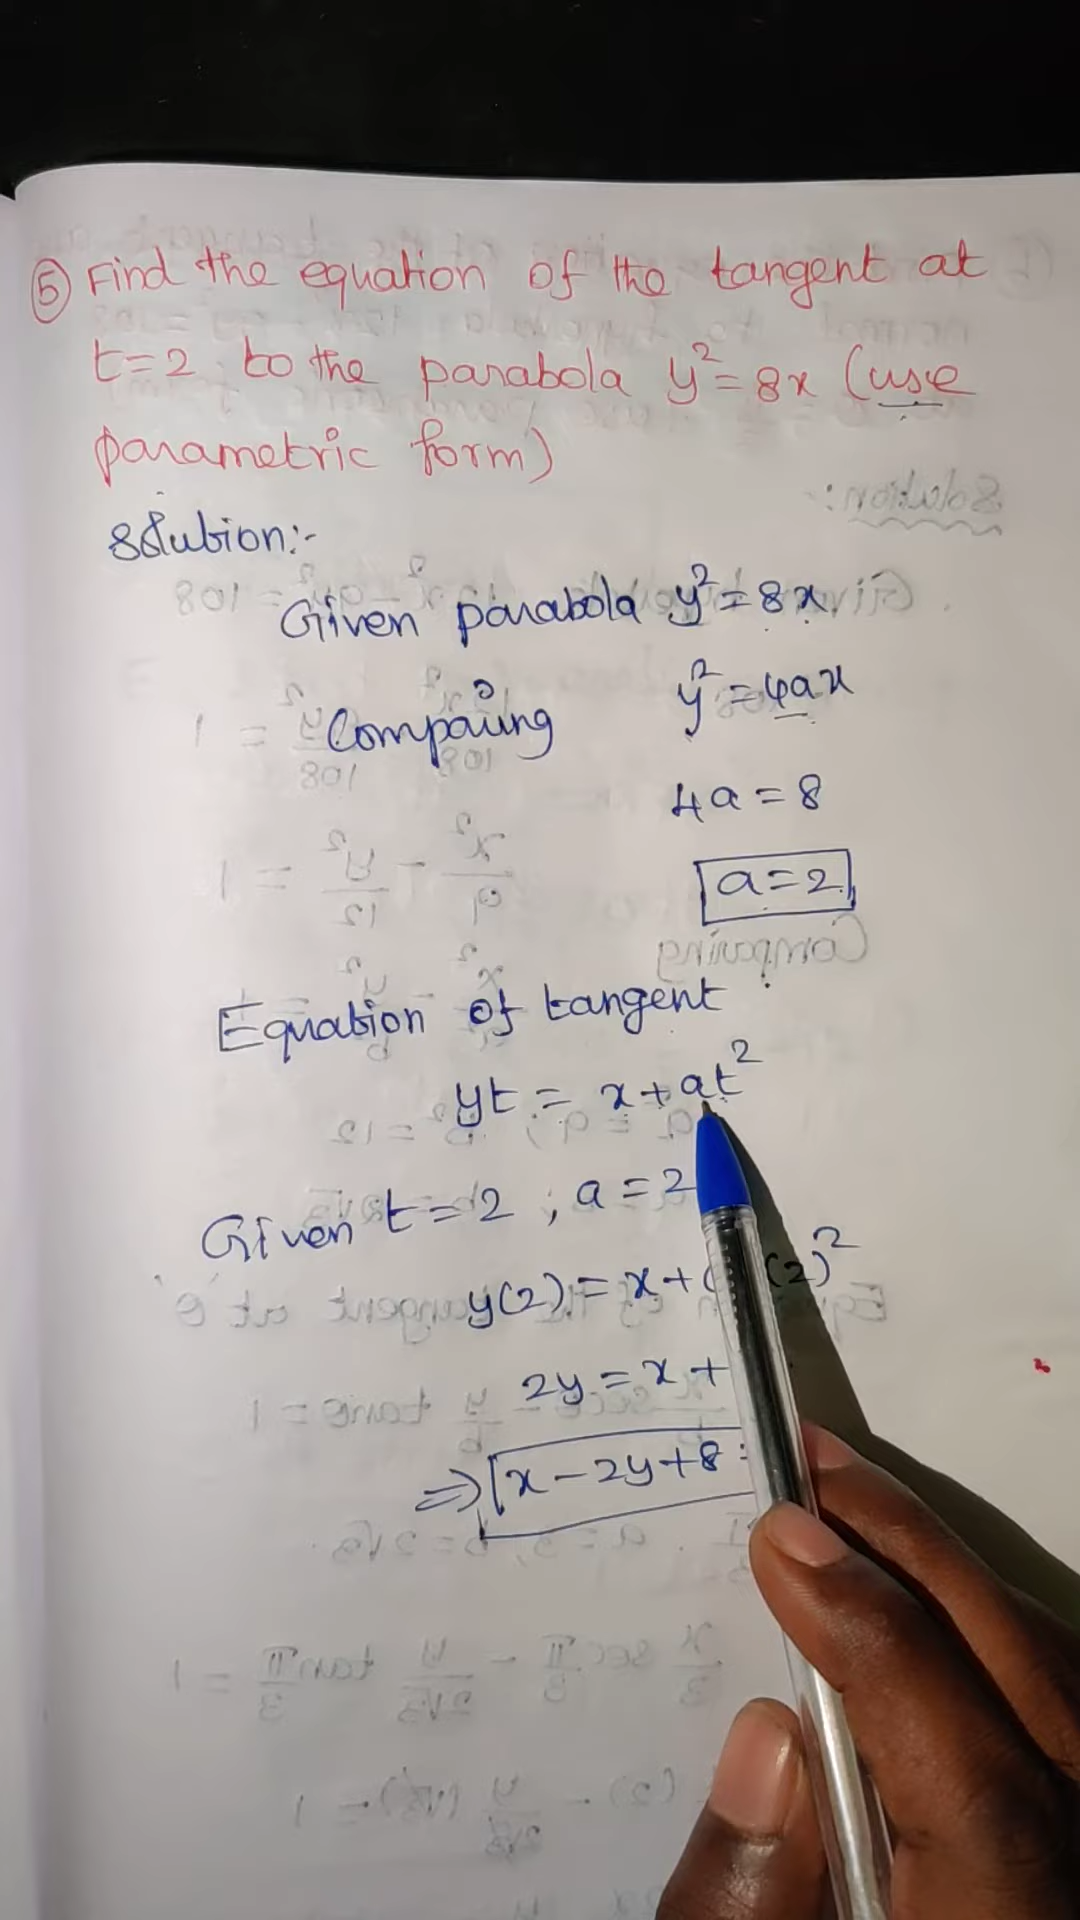 ⑤ Find the equation of the tangent at
t=2 to the parabola y²=8x (use
parametric form)
Solution:-
Given parabola y²=8x
y²=4ax
Comparing
4a=8
a=2
Equation of tangent
yt = x+at²
Given t=2 ; a=2
y(2)=x+( (2)²
2y=x+
⇒ x-2y+8